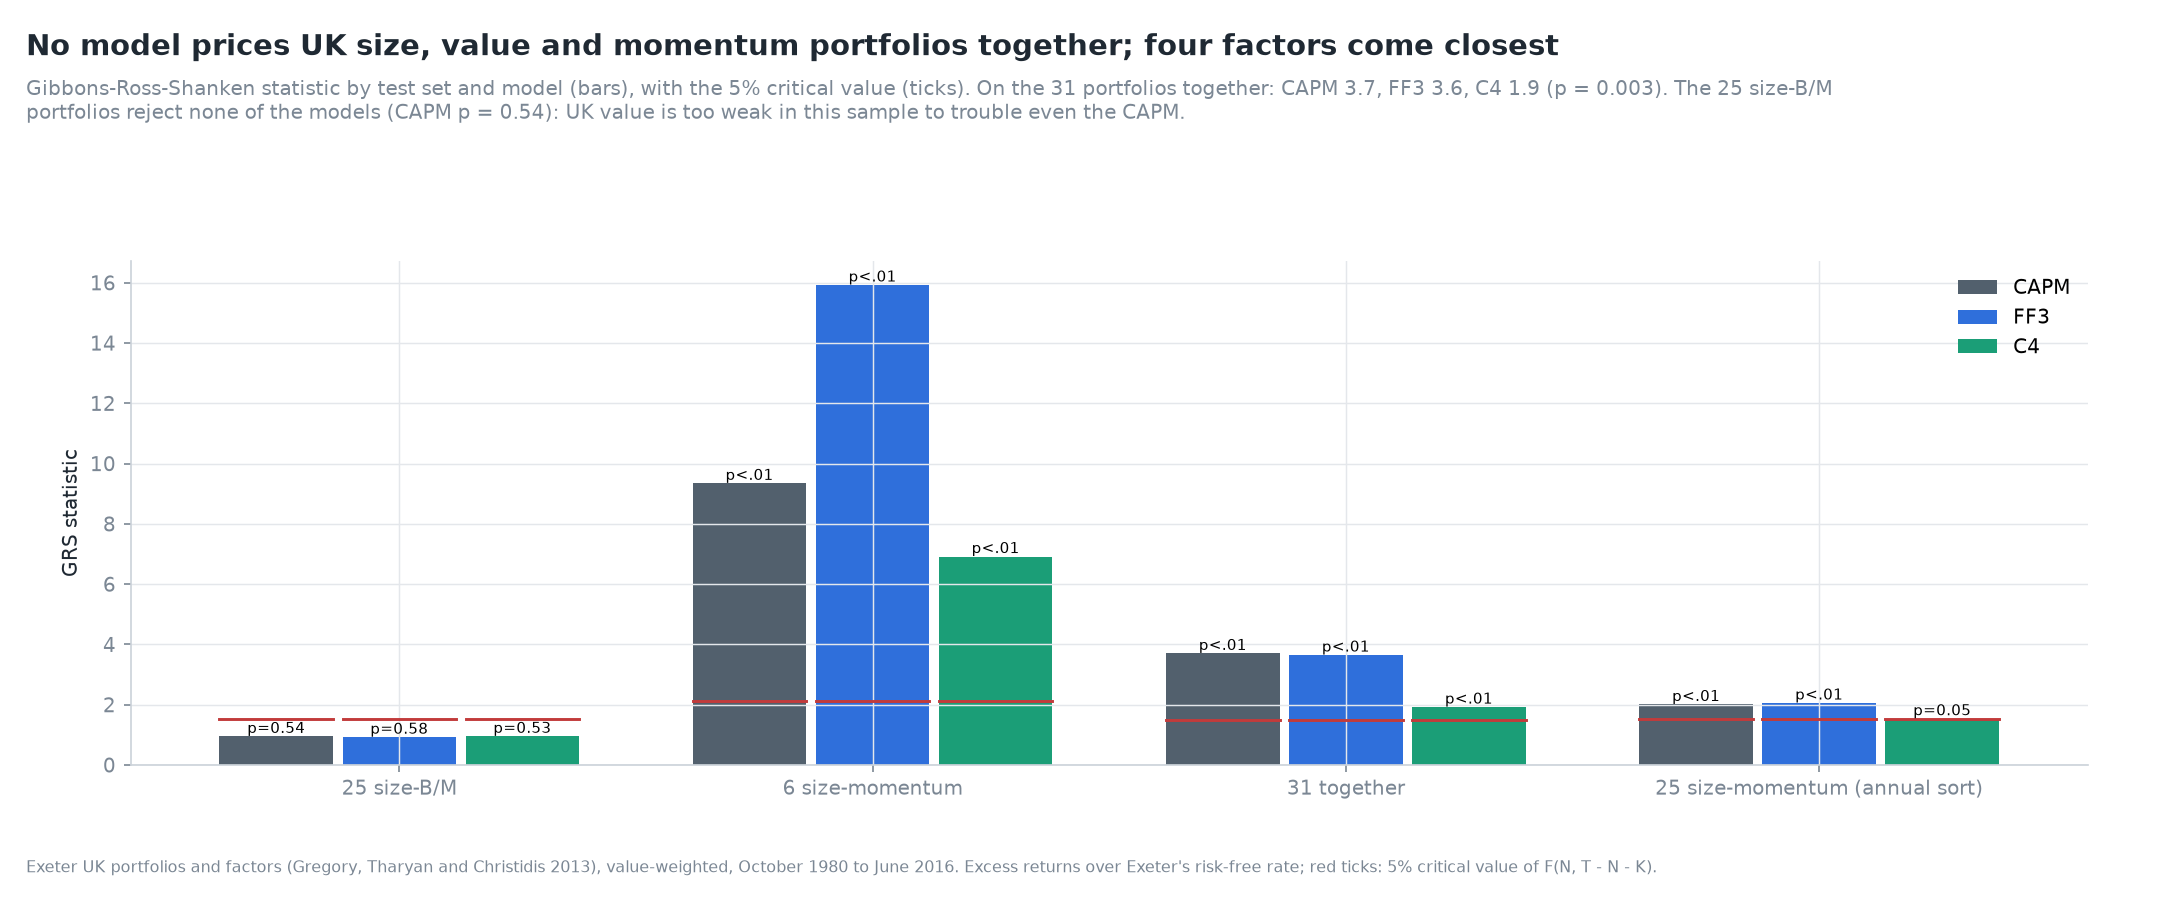 No model prices UK size, value and momentum portfolios together; four factors come closest
Gibbons-Ross-Shanken statistic by test set and model (bars), with the 5% critical value (ticks). On the 31 portfolios together: CAPM 3.7, FF3 3.6, C4 1.9 (p = 0.003). The 25 size-B/M
portfolios reject none of the models (CAPM p = 0.54): UK value is too weak in this sample to trouble even the CAPM.
GRS statistic
16
14
12
10
8
6
4
2
0
p=0.54
p=0.58
p=0.53
p<.01
p<.01
p<.01
p<.01
p<.01
p<.01
p<.01
p<.01
p=0.05
CAPM
FF3
C4
25 size-B/M
6 size-momentum
31 together
25 size-momentum (annual sort)
Exeter UK portfolios and factors (Gregory, Tharyan and Christidis 2013), value-weighted, October 1980 to June 2016. Excess returns over Exeter's risk-free rate; red ticks: 5% critical value of F(N, T - N - K).